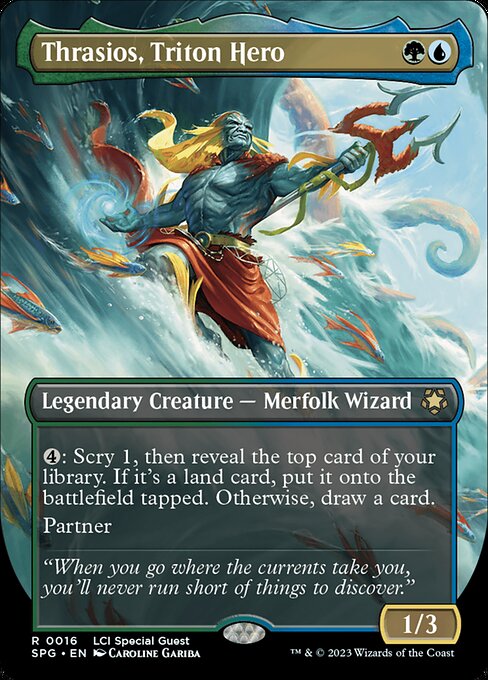 Thrasios, Triton Hero
Legendary Creature — Merfolk Wizard
4: Scry 1, then reveal the top card of your
library. If it's a land card, put it onto the
battlefield tapped. Otherwise, draw a card.
Partner
“When you go where the currents take you,
you'll never run short of things to discover.”
1/3
R 0016 LCI Special Guest
SPG • EN CAROLINE GARIBA
™ & © 2023 Wizards of the Coast